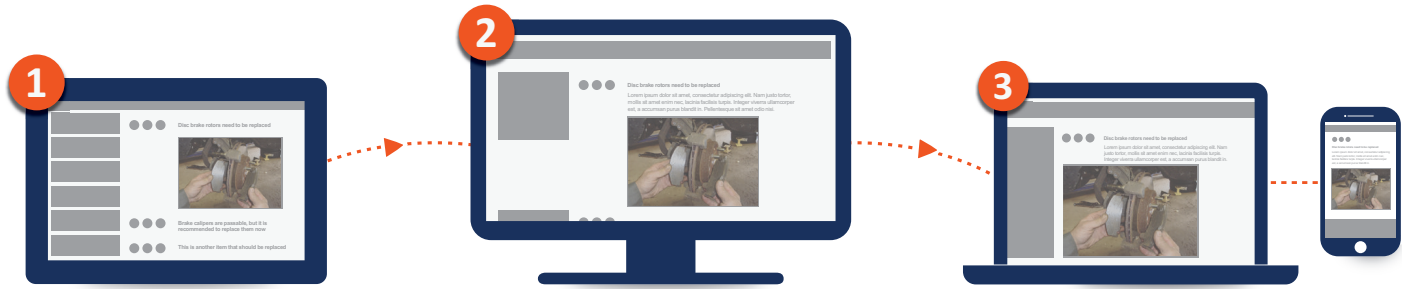 1
Disc brake rotors need to be replaced
Brake calipers are passable, but it is
recommended to replace them now
This is another item that should be replaced
2
Disc brake rotors need to be replaced
Lorem ipsum dolor sit amet, consectetur adipiscing elit. Nam justo tortor,
mollis sit amet enim nec, lacinia facilisis turpis. Integer viverra ullamcorper
est, a accumsan purus blandit in. Pellentesque sit amet odio nisi.
3
Disc brake rotors need to be replaced
Lorem ipsum dolor sit amet, consectetur adipiscing elit. Nam
justo tortor, mollis sit amet enim nec, lacinia facilisis turpis.
Integer viverra ullamcorper est, a accumsan purus blandit in.